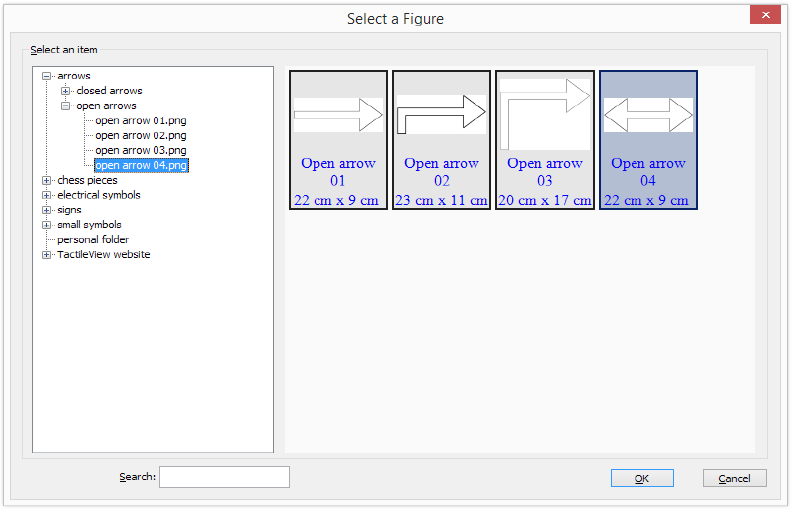 Select a Figure
Select an item
arrows
closed arrows
open arrows
open arrow 01.png
open arrow 02.png
open arrow 03.png
open arrow 04.png
chess pieces
electrical symbols
signs
small symbols
personal folder
TactileView website
Open arrow
01
22 cm x 9 cm
Open arrow
02
23 cm x 11 cm
Open arrow
03
20 cm x 17 cm
Open arrow
04
22 cm x 9 cm
Search:
OK
Cancel